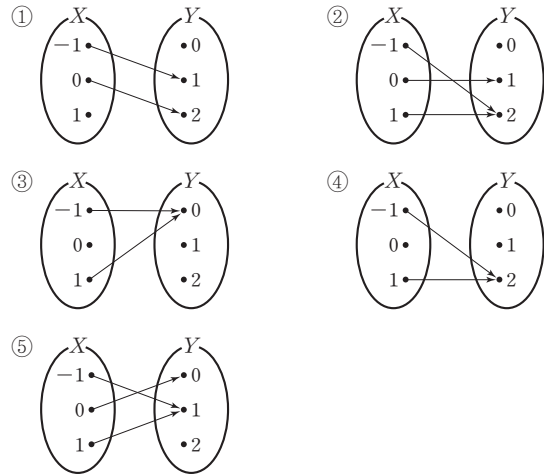 ① X Y ② X Y
−1 0 −1 0
0 1 0 1
1 2 1 2
③ X Y ④ X Y
−1 0 −1 0
0 1 0 1
1 2 1 2
⑤ X Y
−1 0
0 1
1 2